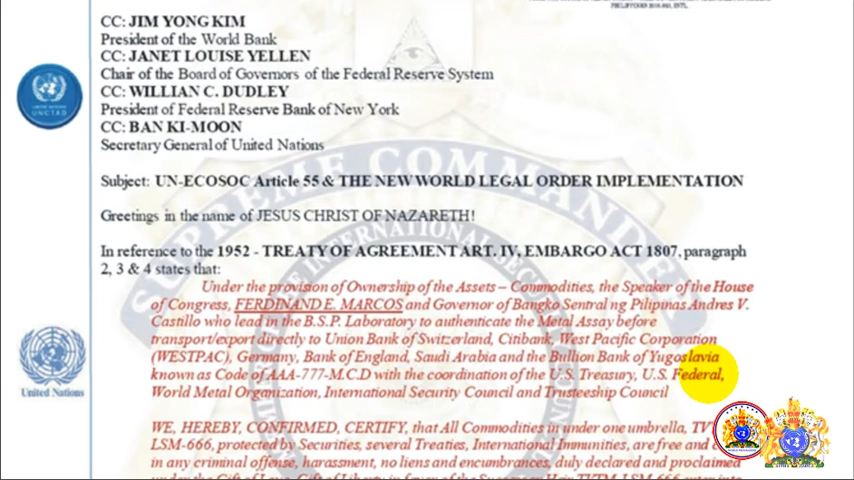 CC: JIM YONG KIM
President of the World Bank
CC: JANET LOUISE YELLEN
Chair of the Board of Governors of the Federal Reserve System
CC: WILLIAN C. DUDLEY
President of Federal Reserve Bank of New York
CC: BAN KI-MOON
Secretary General of United Nations
Subject: UN-ECOSOC Article 55 & THE NEW WORLD LEGAL ORDER IMPLEMENTATION
Greetings in the name of JESUS CHRIST OF NAZARETH!
In reference to the 1952 - TREATY OF AGREEMENT ART. IV, EMBARGO ACT 1807, paragraph
2, 3 & 4 states that:
Under the provision of Ownership of the Assets – Commodities, the Speaker of the House
of Congress, FERDINAND E. MARCOS and Governor of Bangko Sentral ng Pilipinas Andres V.
Castillo who lead in the B.S.P. Laboratory to authenticate the Metal Assay before
transport/export directly to Union Bank of Switzerland, Citibank, West Pacific Corporation
(WESTPAC), Germany, Bank of England, Saudi Arabia and the Bullion Bank of Yugoslavia
known as Code of AAA-777-M.C.D with the coordination of the U.S. Treasury, U.S. Federal,
World Metal Organization, International Security Council and Trusteeship Council
WE, HEREBY, CONFIRMED, CERTIFY, that All Commodities in under one umbrella,
LSM-666, protected by Securities, several Treaties, International Immunities, are free and
in any criminal offense, harassment, no liens and encumbrances, duly declared and proclaimed
UNITED NATIONS
UNCTAD
United Nations
SUPREME COMMANDER
INTERNATIONAL